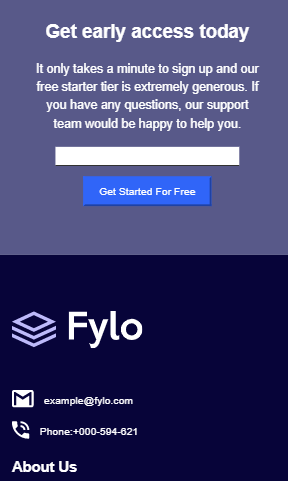 Get early access today
It only takes a minute to sign up and our
free starter tier is extremely generous. If
you have any questions, our support
team would be happy to help you.
Get Started For Free
Fylo
example@fylo.com
Phone:+000-594-621
About Us